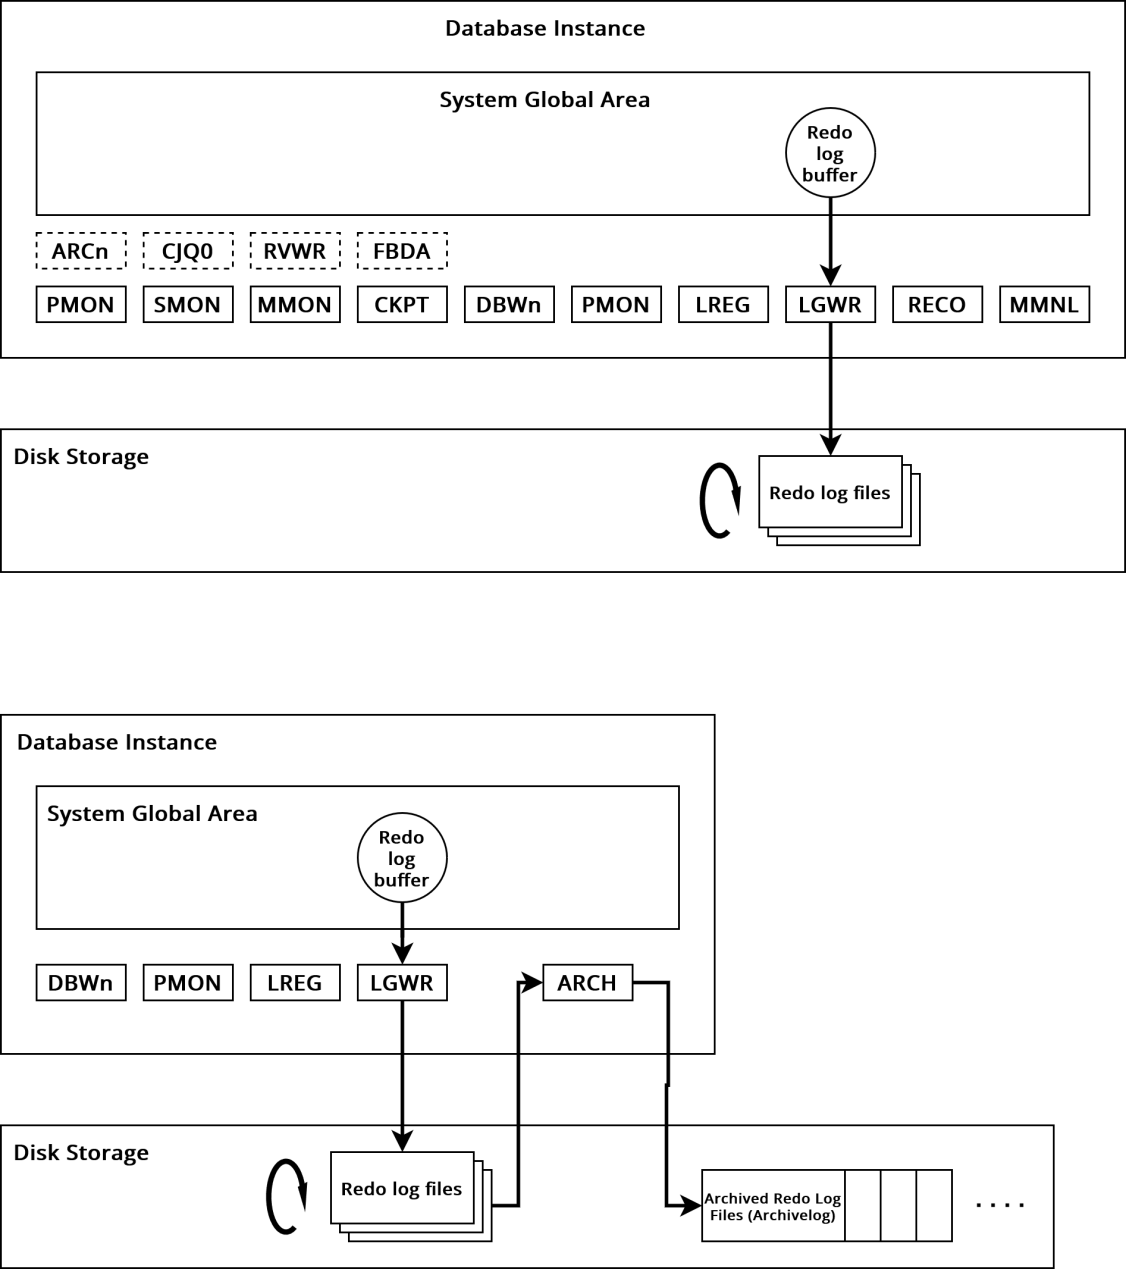 Database Instance
System Global Area
Redo
log
buffer
ARCn
CJQ0
RVWR
FBDA
PMON
SMON
MMON
CKPT
DBWn
PMON
LREG
LGWR
RECO
MMNL
Disk Storage
Redo log files
Database Instance
System Global Area
Redo
log
buffer
DBWn
PMON
LREG
LGWR
ARCH
Disk Storage
Redo log files
Archived Redo Log
Files (Archivelog)
. . . .